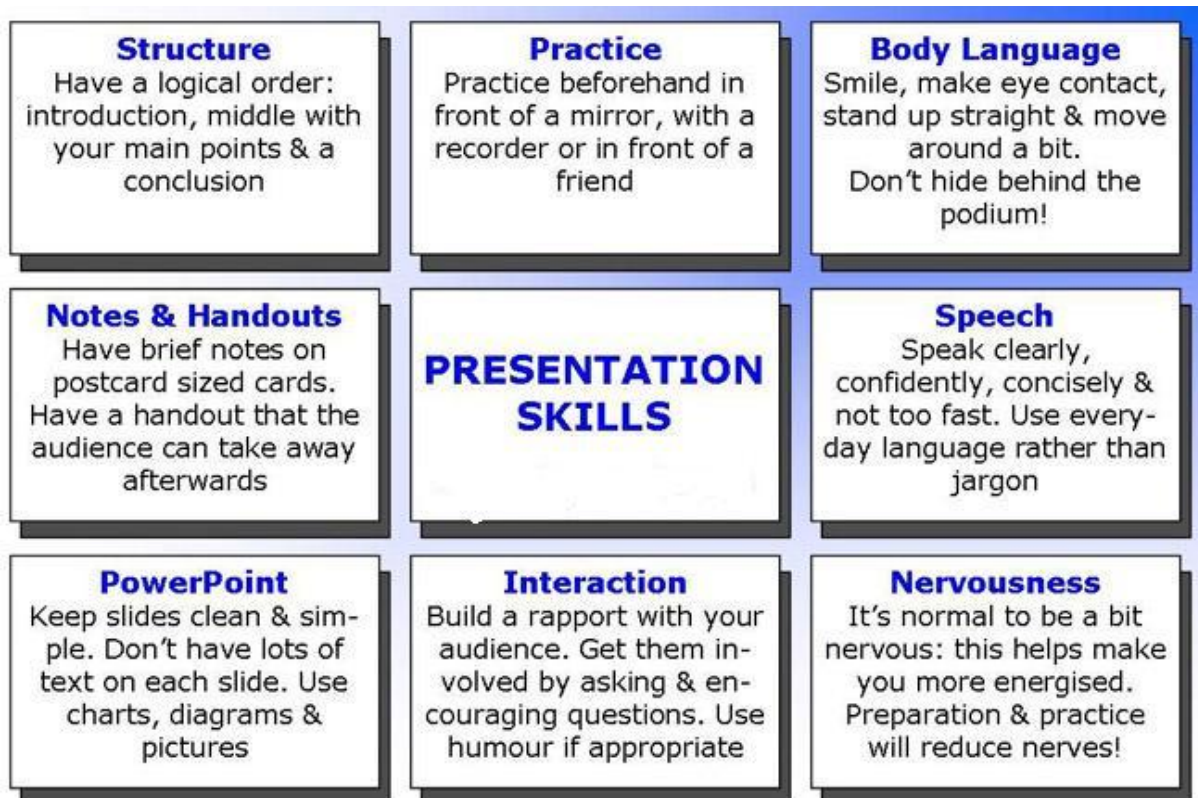 Structure
Have a logical order:
introduction, middle with
your main points & a
conclusion
Practice
Practice beforehand in
front of a mirror, with a
recorder or in front of a
friend
Body Language
Smile, make eye contact,
stand up straight & move
around a bit.
Don't hide behind the
podium!
Notes & Handouts
Have brief notes on
postcard sized cards.
Have a handout that the
audience can take away
afterwards
PRESENTATION
SKILLS
Speech
Speak clearly,
confidently, concisely &
not too fast. Use every-
day language rather than
jargon
PowerPoint
Keep slides clean & sim-
ple. Don't have lots of
text on each slide. Use
charts, diagrams &
pictures
Interaction
Build a rapport with your
audience. Get them in-
volved by asking & en-
couraging questions. Use
humour if appropriate
Nervousness
It's normal to be a bit
nervous: this helps make
you more energised.
Preparation & practice
will reduce nerves!